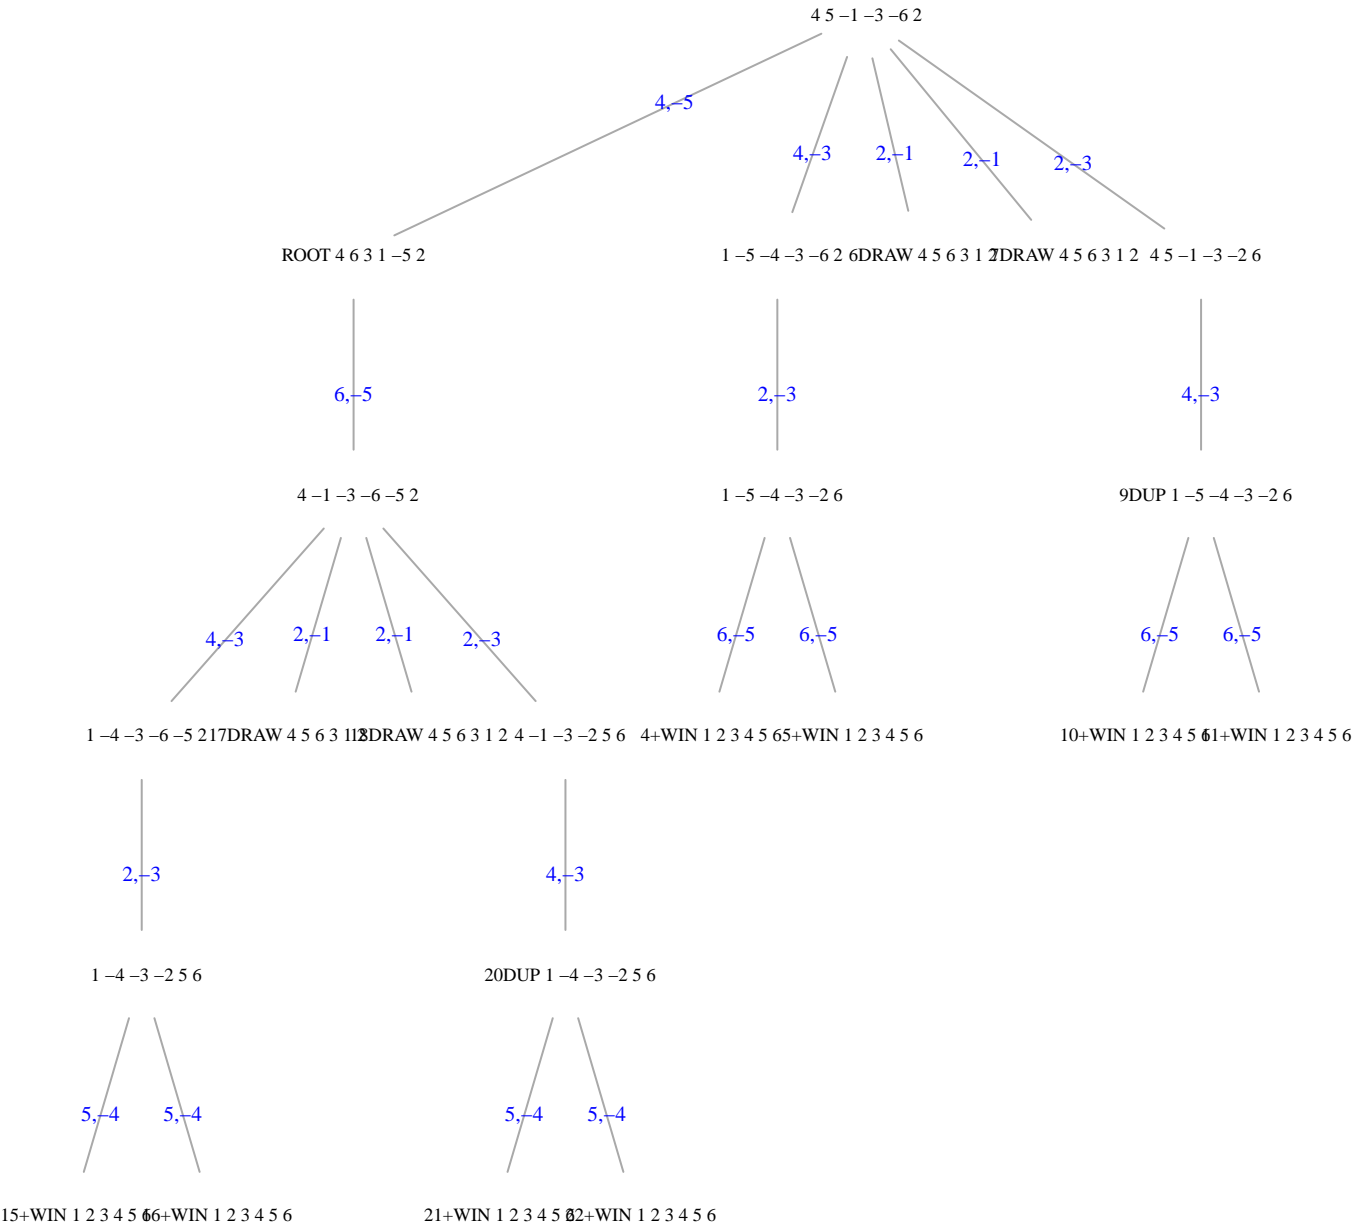 4 5 –1 –3 –6 2
4,–5
4,–3
2,–1
2,–1
2,–3
ROOT 4 6 3 1 –5 2
1 –5 –4 –3 –6 2
6DRAW 4 5 6 3 1 2
7DRAW 4 5 6 3 1 2
4 5 –1 –3 –2 6
6,–5
2,–3
4,–3
4 –1 –3 –6 –5 2
1 –5 –4 –3 –2 6
9DUP 1 –5 –4 –3 –2 6
4,–3
2,–1
2,–1
2,–3
6,–5
6,–5
6,–5
6,–5
1 –4 –3 –6 –5 2
17DRAW 4 5 6 3 1 2
18DRAW 4 5 6 3 1 2
4 –1 –3 –2 5 6
4+WIN 1 2 3 4 5 6
5+WIN 1 2 3 4 5 6
10+WIN 1 2 3 4 5 6
11+WIN 1 2 3 4 5 6
2,–3
4,–3
1 –4 –3 –2 5 6
20DUP 1 –4 –3 –2 5 6
5,–4
5,–4
5,–4
5,–4
15+WIN 1 2 3 4 5 6
16+WIN 1 2 3 4 5 6
21+WIN 1 2 3 4 5 6
22+WIN 1 2 3 4 5 6